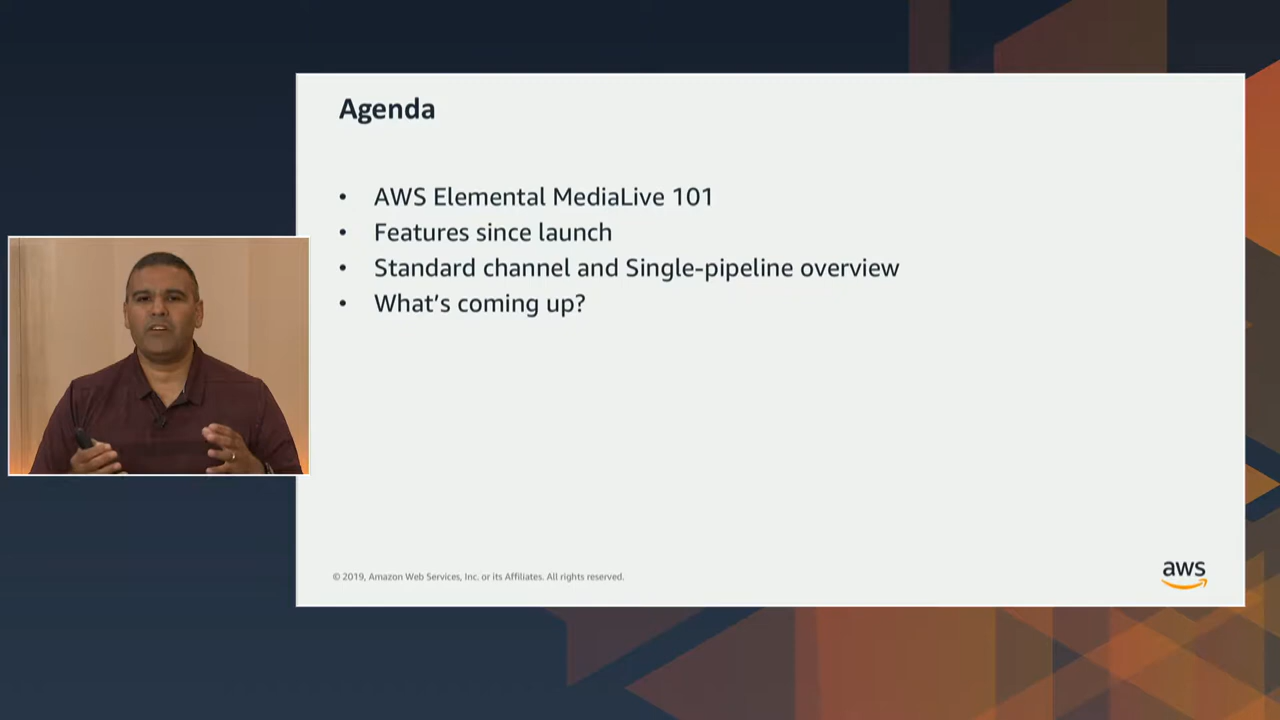 Agenda
• AWS Elemental MediaLive 101
• Features since launch
• Standard channel and Single-pipeline overview
• What’s coming up?
© 2019, Amazon Web Services, Inc. or its Affiliates. All rights reserved.
aws